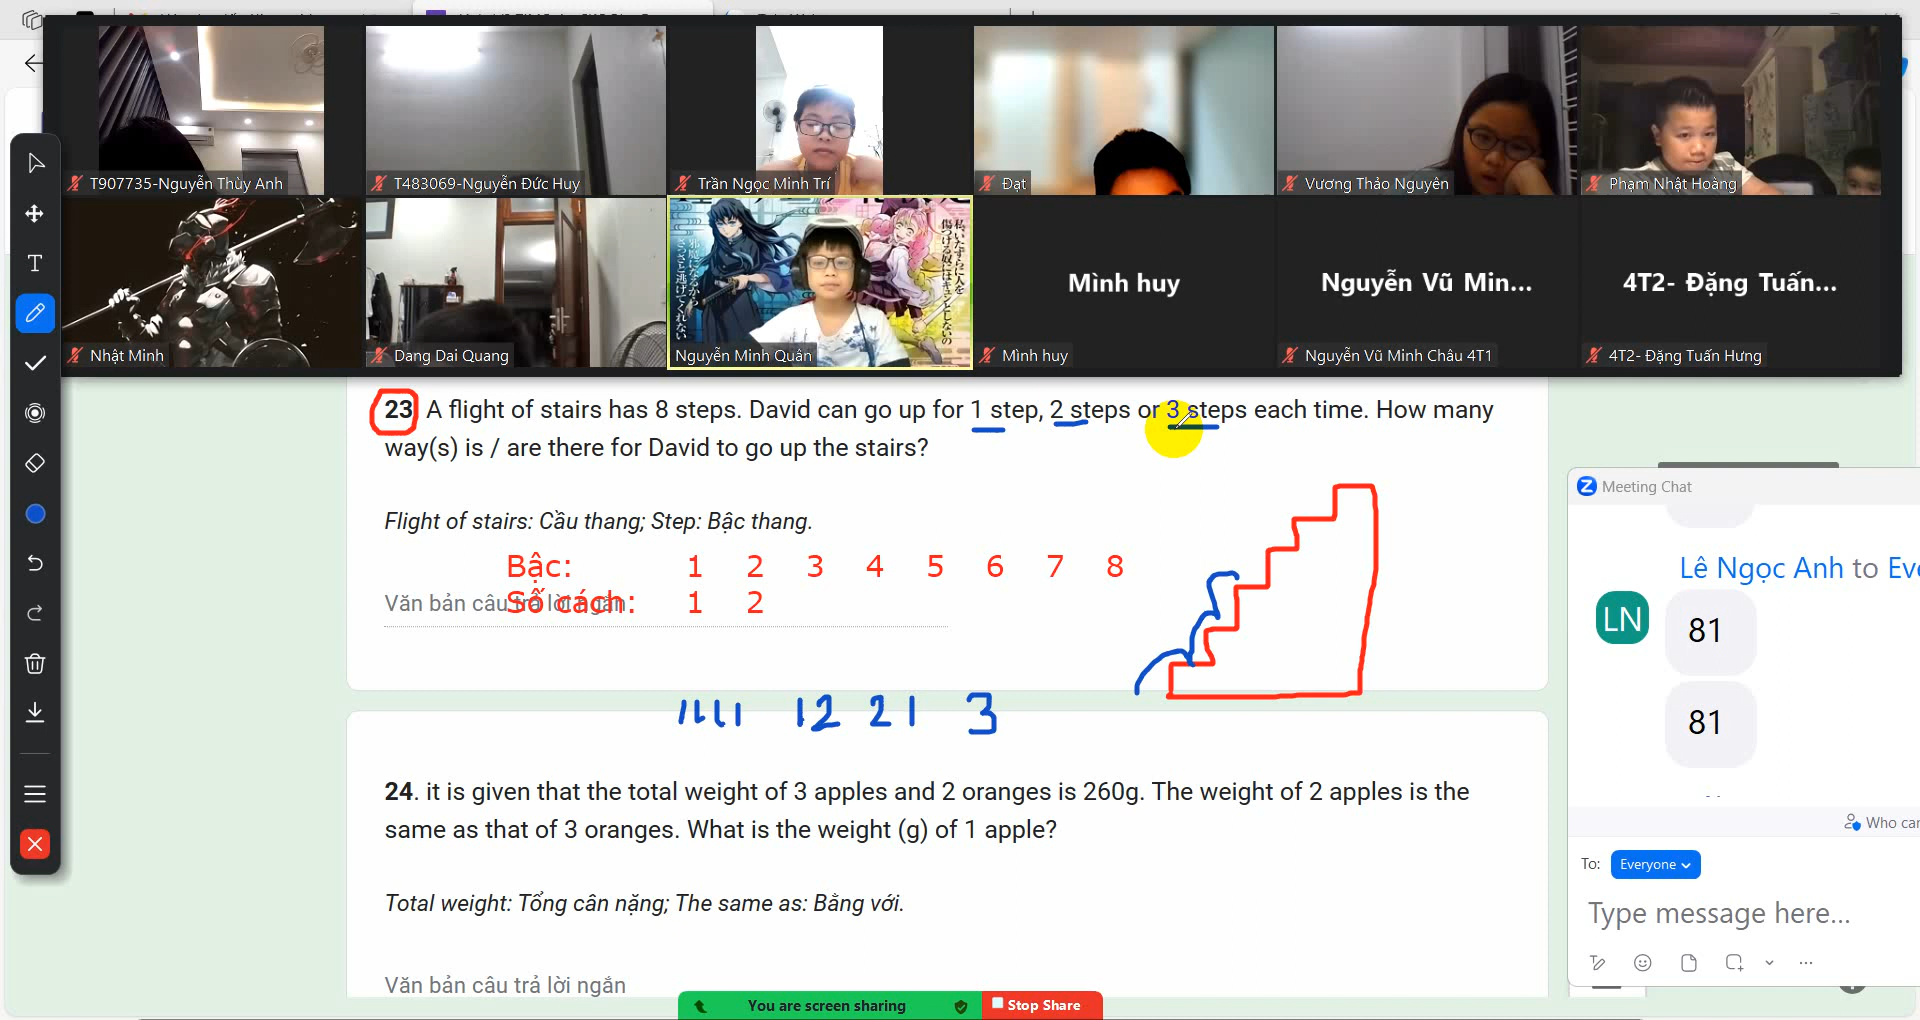 T907735-Nguyễn Thùy Anh
T483069-Nguyễn Đức Huy
Trần Ngọc Minh Trí
Đạt
Vương Thảo Nguyên
Phạm Nhật Hoàng
Nhật Minh
Dang Dai Quang
Nguyễn Minh Quân
Mình huy
Mình huy
Nguyễn Vũ Min...
Nguyễn Vũ Minh Châu 4T1
4T2- Đặng Tuấn...
4T2- Đặng Tuấn Hưng
23 A flight of stairs has 8 steps. David can go up for 1 step, 2 steps or 3 steps each time. How many
way(s) is / are there for David to go up the stairs?
Flight of stairs: Cầu thang; Step: Bậc thang.
Bậc: 1 2 3 4 5 6 7 8
Văn bản câu trả lời ngắn
Số cách: 1 2
12 21 3
24. it is given that the total weight of 3 apples and 2 oranges is 260g. The weight of 2 apples is the
same as that of 3 oranges. What is the weight (g) of 1 apple?
Total weight: Tổng cân nặng; The same as: Bằng với.
Văn bản câu trả lời ngắn
Meeting Chat
Lê Ngọc Anh to Eve
LN
81
81
Who can
To: Everyone
Type message here...
You are screen sharing
Stop Share